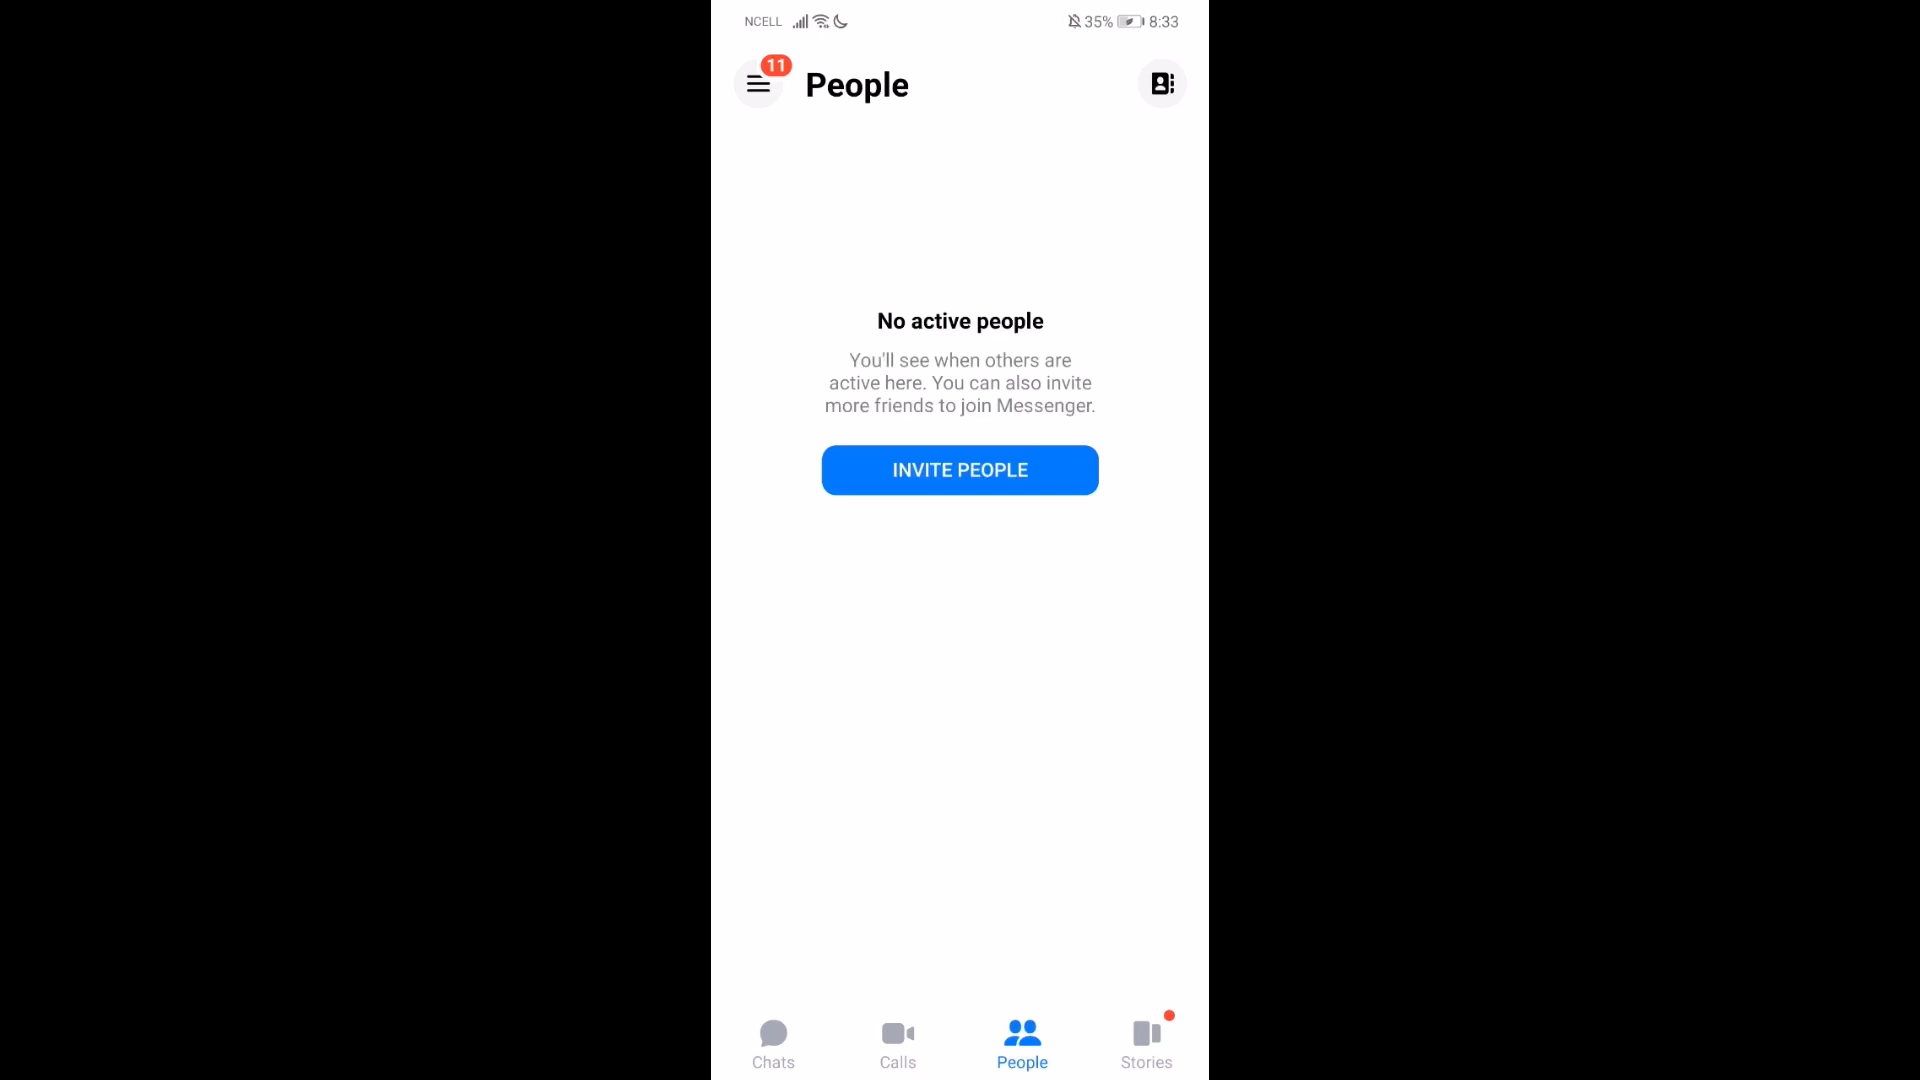 NCELL 35% 8:33
11
People
No active people
You'll see when others are
active here. You can also invite
more friends to join Messenger.
INVITE PEOPLE
Chats Calls People Stories